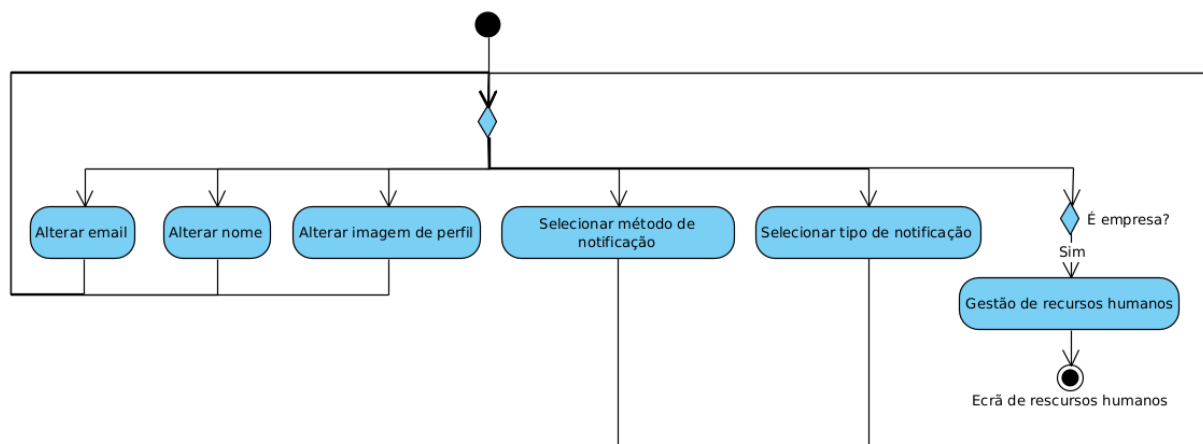 Alterar email
Alterar nome
Alterar imagem de perfil
Selecionar método de
notificação
Selecionar tipo de notificação
É empresa?
Sim
Gestão de recursos humanos
Ecrã de rescursos humanos